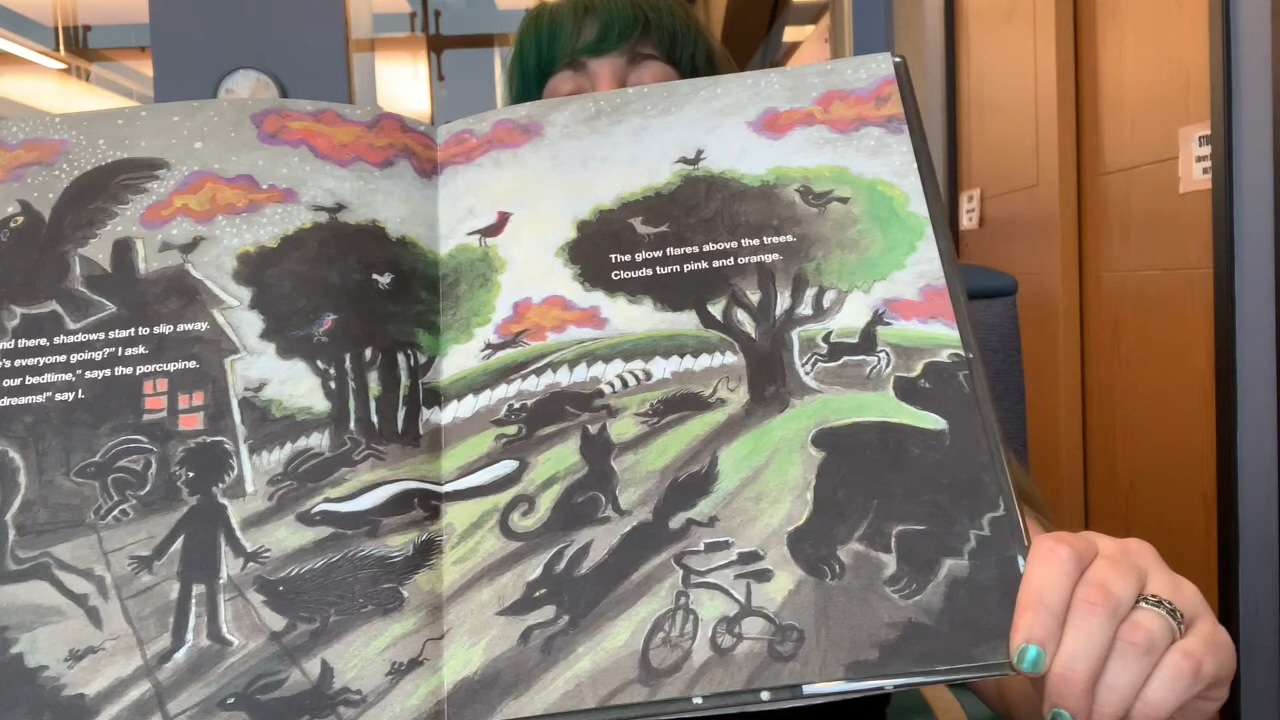 nd there, shadows start to slip away.
e's everyone going?" I ask.
our bedtime," says the porcupine.
dreams!" say I.
The glow flares above the trees.
Clouds turn pink and orange.